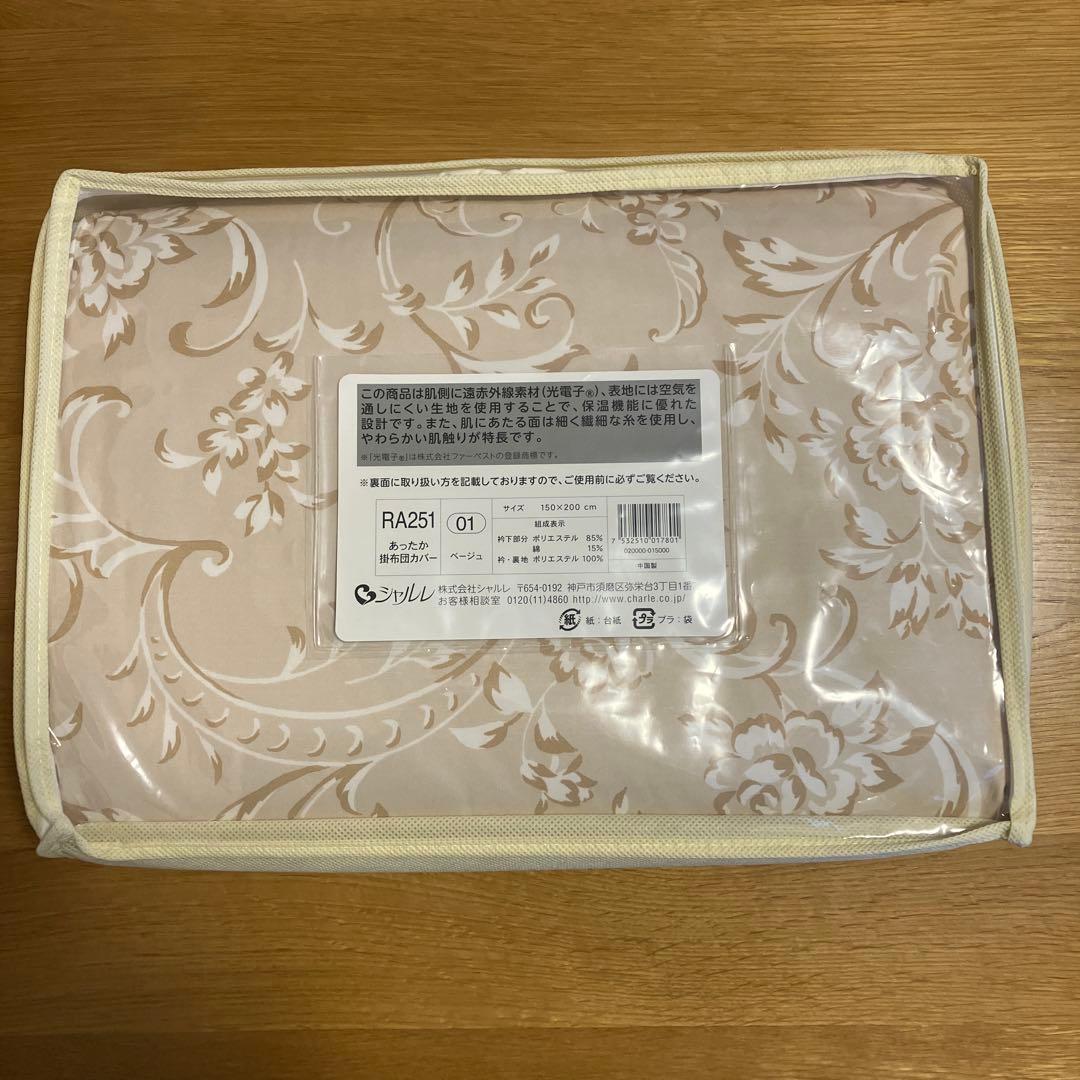 この商品は肌側に遠赤外線素材(光電子®)、表地には空気を
通しにくい生地を使用することで、保温機能に優れた
設計です。また、肌にあたる面は細く繊細な糸を使用し、
やわらかい肌触りが特長です。
※「光電子®」は株式会社ファーベストの登録商標です。
※裏面に取り扱い方を記載しておりますので、ご使用前に必ずご覧ください。
RA251
あったか
掛布団カバー
01
ベージュ
サイズ 150×200 cm
組成表示
衿下部分 ポリエステル 85%
綿 15%
衿・裏地 ポリエステル 100%
7 532510 017801
020000-015000
中国製
シャルレ 株式会社シャルレ 〒654-0192 神戸市須磨区弥栄台3丁目1番
お客様相談室 0120(11)4860 http://www.charle.co.jp/
紙 紙:台紙 プラ プラ:袋